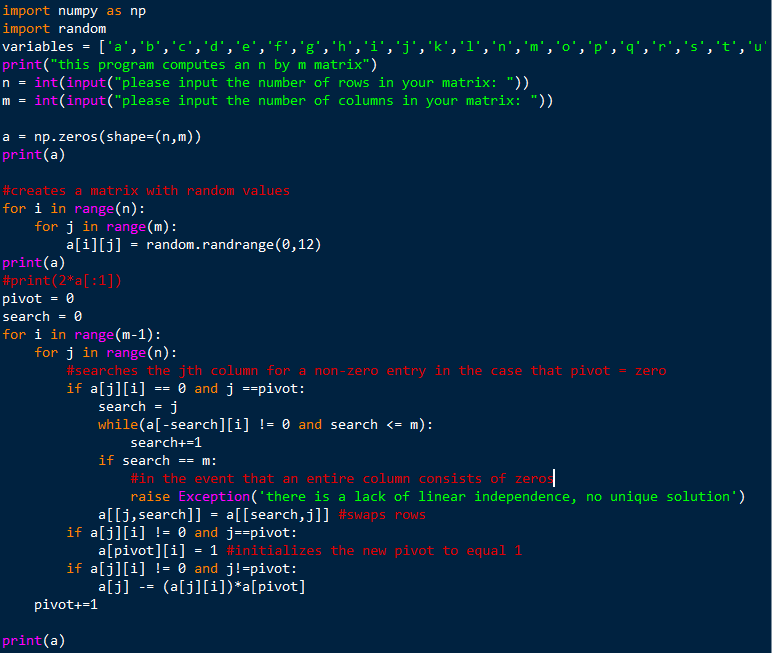 import numpy as np
import random
variables = ['a','b','c','d','e','f','g','h','i','j','k','l','n','m','o','p','q','r','s','t','u'
print("this program computes an n by m matrix")
n = int(input("please input the number of rows in your matrix: "))
m = int(input("please input the number of columns in your matrix: "))
a = np.zeros(shape=(n,m))
print(a)
#creates a matrix with random values
for i in range(n):
    for j in range(m):
        a[i][j] = random.randrange(0,12)
print(a)
#print(2*a[:1])
pivot = 0
search = 0
for i in range(m-1):
    for j in range(n):
        #searches the jth column for a non-zero entry in the case that pivot = zero
        if a[j][i] == 0 and j ==pivot:
            search = j
            while(a[-search][i] != 0 and search <= m):
                search+=1
            if search == m:
                #in the event that an entire column consists of zeros
                raise Exception('there is a lack of linear independence, no unique solution')
            a[[j,search]] = a[[search,j]] #swaps rows
        if a[j][i] != 0 and j==pivot:
            a[pivot][i] = 1 #initializes the new pivot to equal 1
        if a[j][i] != 0 and j!=pivot:
            a[j] -= (a[j][i])*a[pivot]
    pivot+=1
print(a)